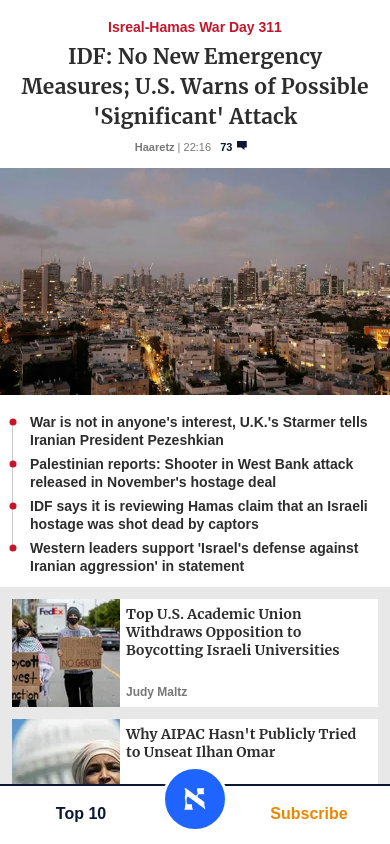 Isreal-Hamas War Day 311
IDF: No New Emergency
Measures; U.S. Warns of Possible
'Significant' Attack
Haaretz | 22:16 73
War is not in anyone's interest, U.K.'s Starmer tells
Iranian President Pezeshkian
Palestinian reports: Shooter in West Bank attack
released in November's hostage deal
IDF says it is reviewing Hamas claim that an Israeli
hostage was shot dead by captors
Western leaders support 'Israel's defense against
Iranian aggression' in statement
FedEx
NO GENOCIDE
Top U.S. Academic Union
Withdraws Opposition to
Boycotting Israeli Universities
Judy Maltz
Why AIPAC Hasn't Publicly Tried
to Unseat Ilhan Omar
Top 10
א
Subscribe